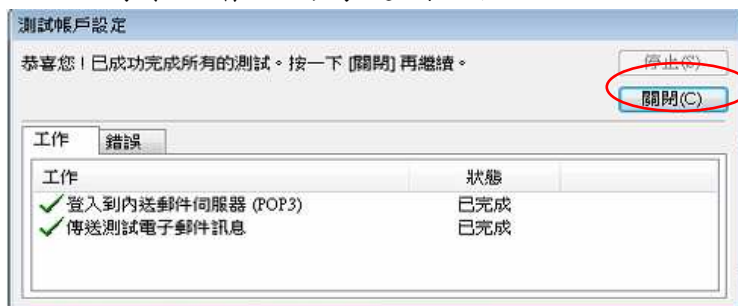 測試帳戶設定
恭喜您！已成功完成所有的測試。按一下 [關閉] 再繼續。
停止(S)
關閉(C)
工作 錯誤
工作 狀態
登入到內送郵件伺服器 (POP3) 已完成
傳送測試電子郵件訊息 已完成